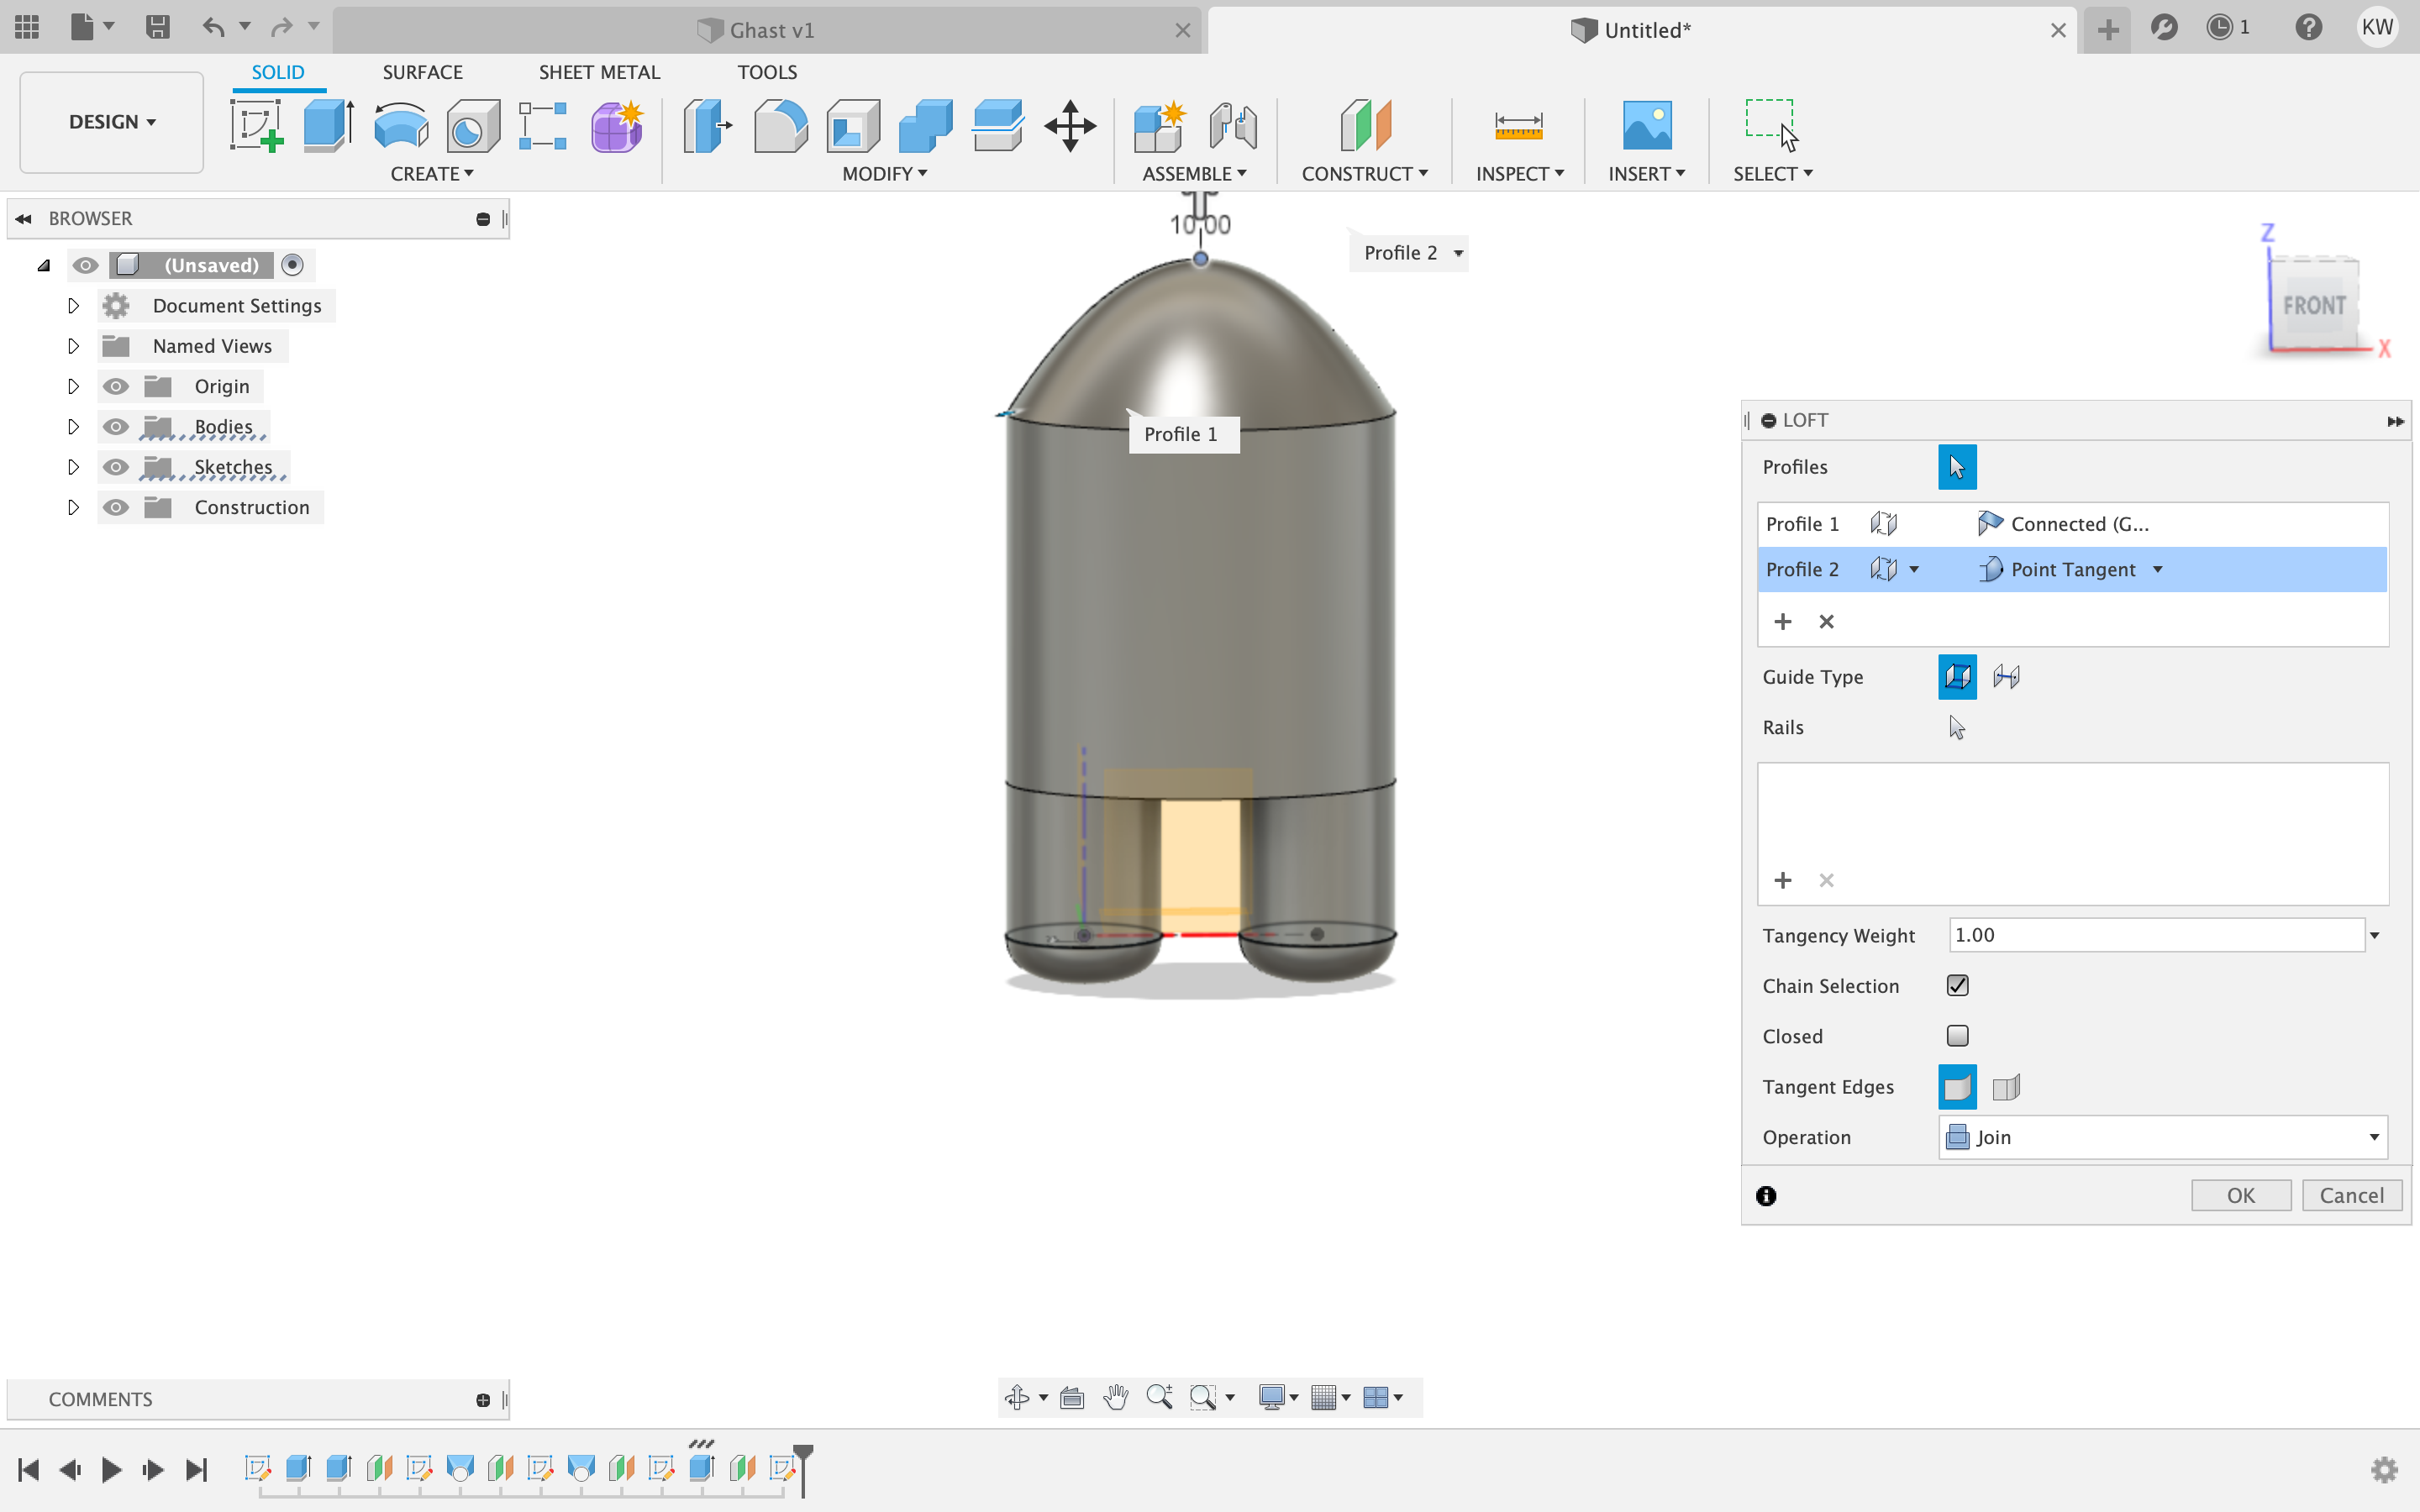 Ghast v1
Untitled*
1
KW
DESIGN
SOLID
SURFACE
SHEET METAL
TOOLS
CREATE
MODIFY
ASSEMBLE
CONSTRUCT
INSPECT
INSERT
SELECT
BROWSER
(Unsaved)
Document Settings
Named Views
Origin
Bodies
Sketches
Construction
10.00
Profile 2
Profile 1
Z
FRONT
X
LOFT
Profiles
Profile 1 Connected (G...
Profile 2 Point Tangent
Guide Type
Rails
Tangency Weight 1.00
Chain Selection
Closed
Tangent Edges
Operation Join
OK Cancel
COMMENTS